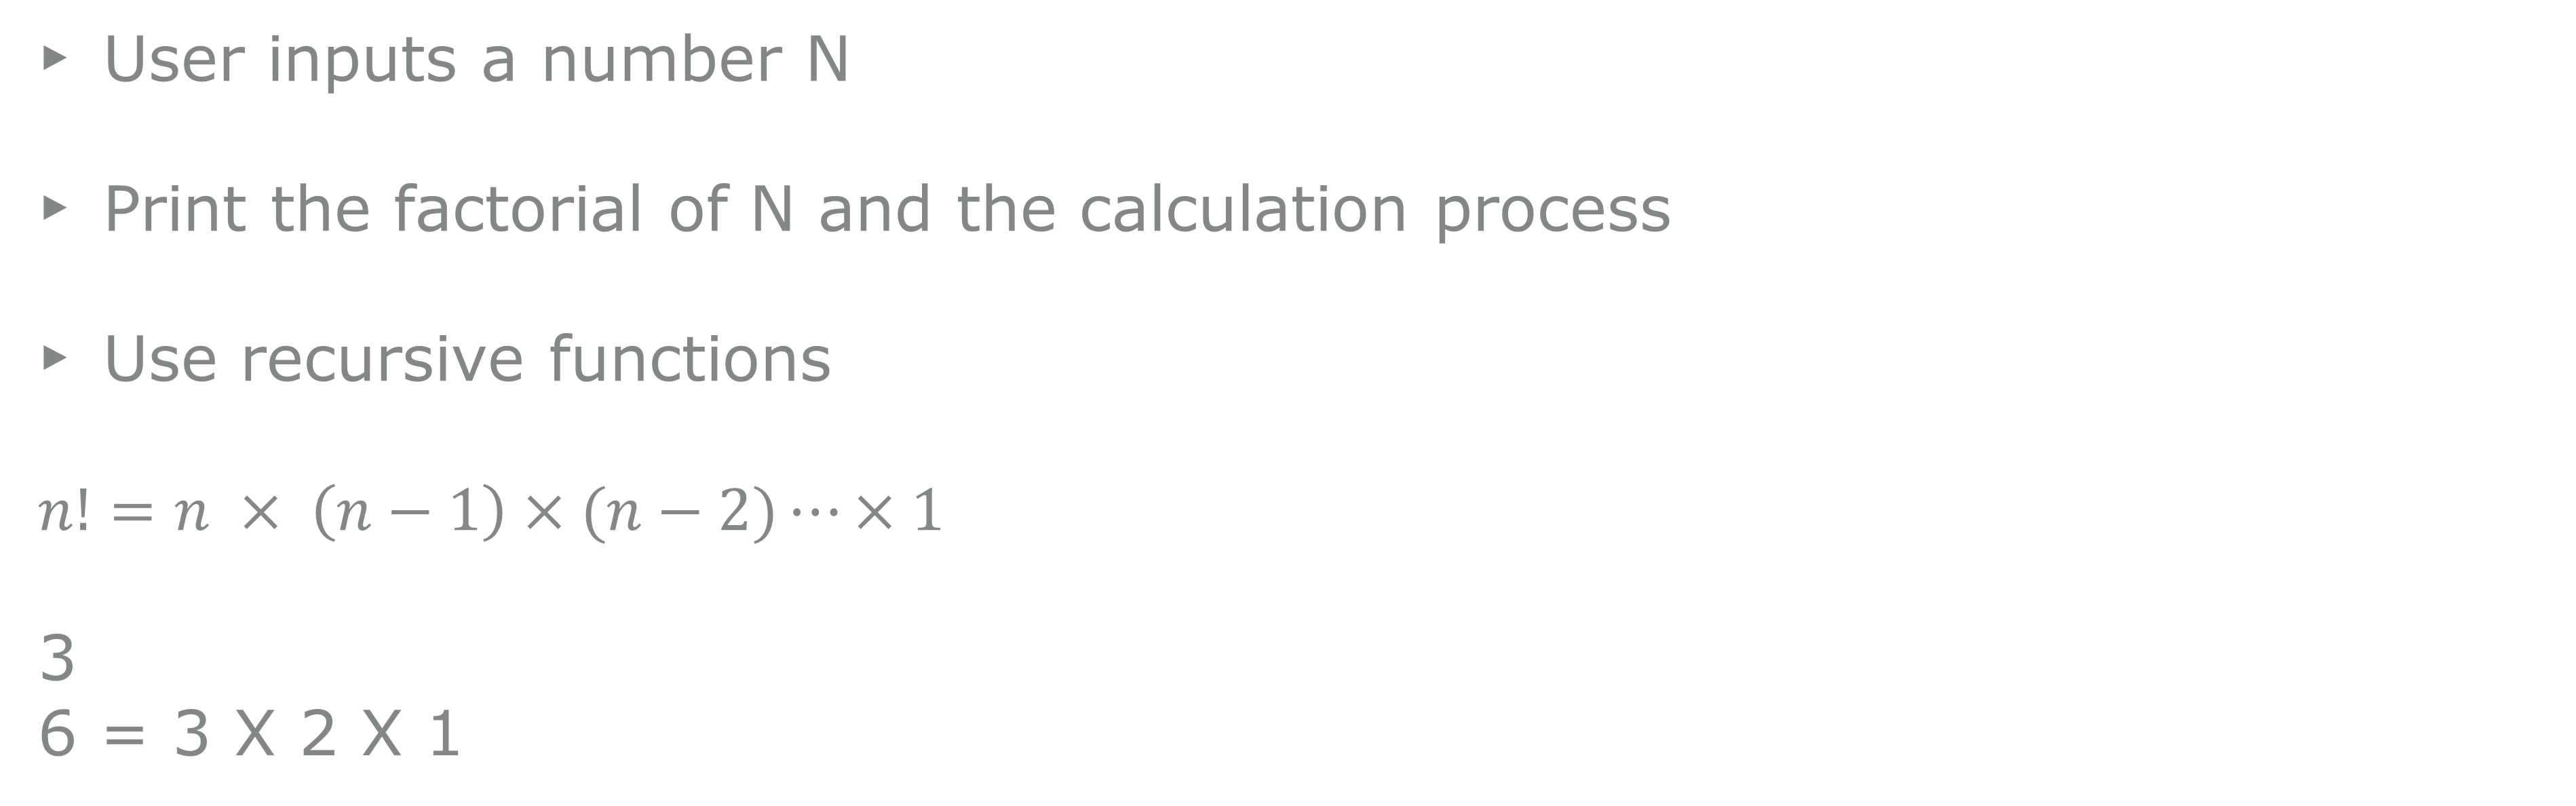 ▸ User inputs a number N
▸ Print the factorial of N and the calculation process
▸ Use recursive functions
n! = n × (n − 1) × (n − 2) ⋯ × 1
3
6 = 3 X 2 X 1